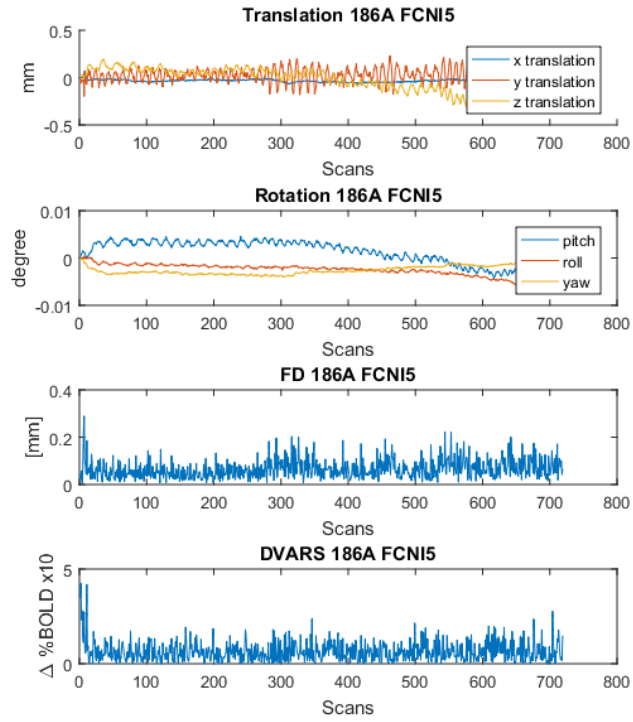 Translation 186A FCNI5
0.5
0
-0.5
mm
x translation
y translation
z translation
0 100 200 300 400 500 600 700 800
Scans
Rotation 186A FCNI5
0.01
0
-0.01
degree
pitch
roll
yaw
0 100 200 300 400 500 600 700 800
Scans
FD 186A FCNI5
0.4
0.2
0
[mm]
0 100 200 300 400 500 600 700 800
Scans
DVARS 186A FCNI5
5
0
Δ %BOLD x10
0 100 200 300 400 500 600 700 800
Scans